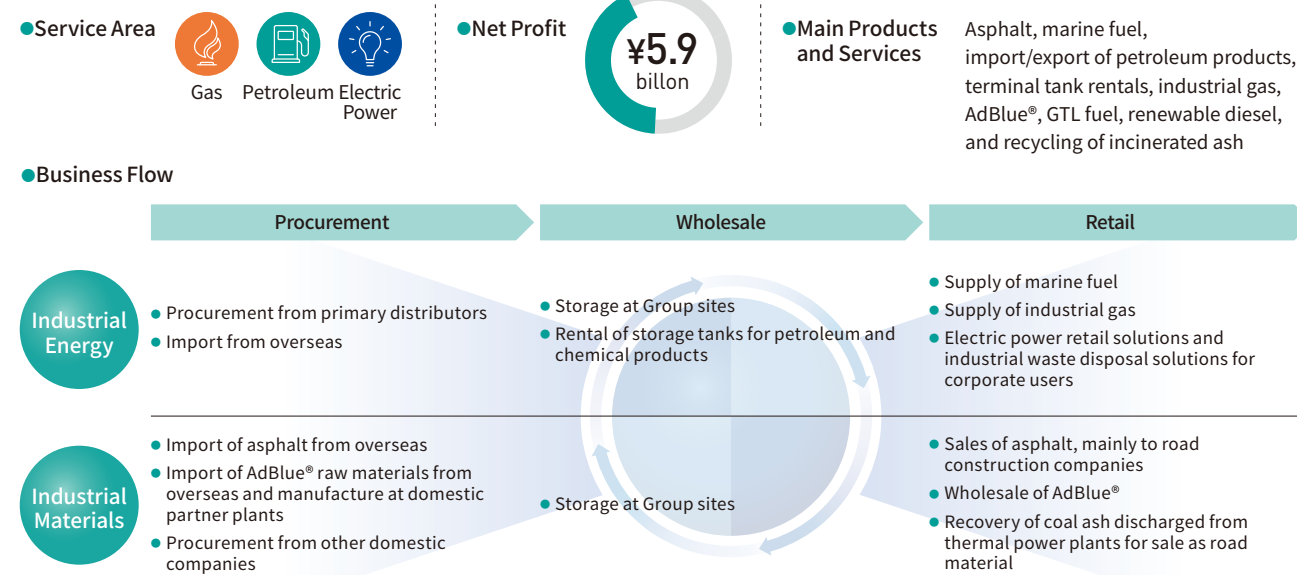 ●Service Area
Gas
Petroleum
Electric
Power
●Net Profit
¥5.9
billon
●Main Products
and Services
Asphalt, marine fuel,
import/export of petroleum products,
terminal tank rentals, industrial gas,
AdBlue®, GTL fuel, renewable diesel,
and recycling of incinerated ash
●Business Flow
Procurement
Wholesale
Retail
Industrial
Energy
● Procurement from primary distributors
● Import from overseas
● Storage at Group sites
● Rental of storage tanks for petroleum and
chemical products
● Supply of marine fuel
● Supply of industrial gas
● Electric power retail solutions and
industrial waste disposal solutions for
corporate users
Industrial
Materials
● Import of asphalt from overseas
● Import of AdBlue® raw materials from
overseas and manufacture at domestic
partner plants
● Procurement from other domestic
companies
● Storage at Group sites
● Sales of asphalt, mainly to road
construction companies
● Wholesale of AdBlue®
● Recovery of coal ash discharged from
thermal power plants for sale as road
material